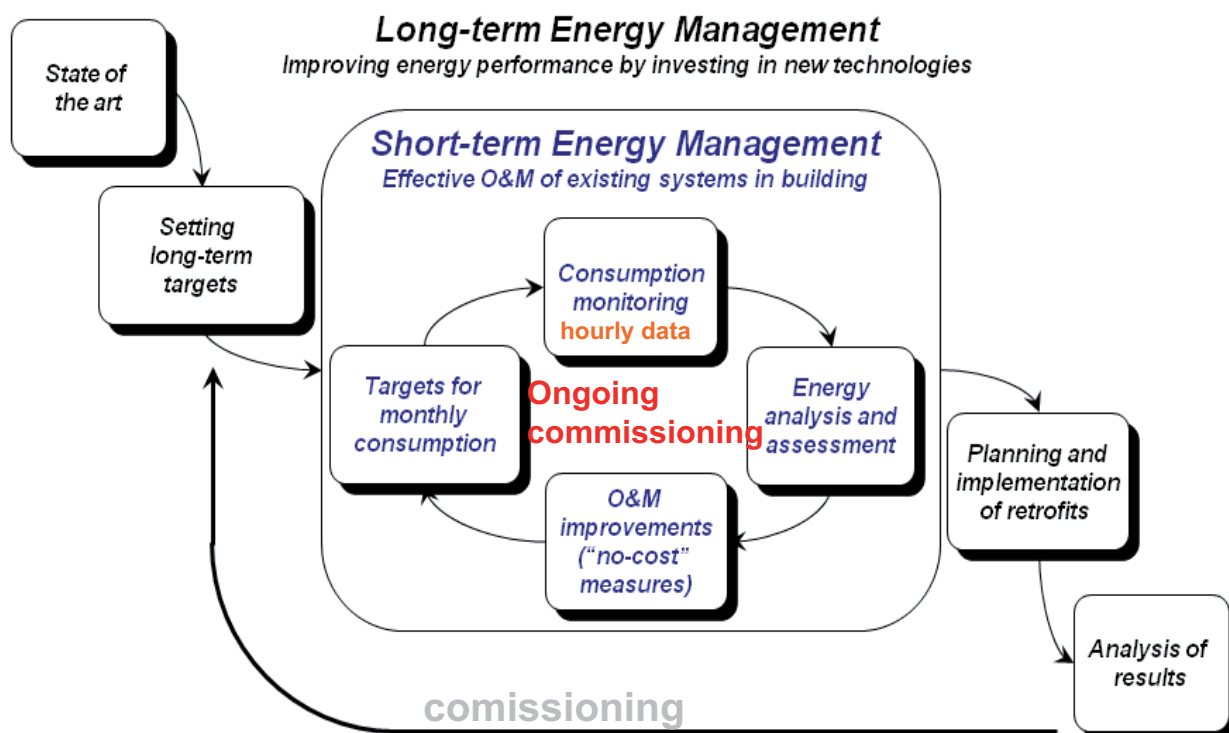 Long-term Energy Management
Improving energy performance by investing in new technologies
State of
the art
Setting
long-term
targets
Short-term Energy Management
Effective O&M of existing systems in building
Consumption
monitoring
hourly data
Targets for
monthly
consumption
Ongoing
commissioning
Energy
analysis and
assessment
O&M
improvements
(“no-cost”
measures)
Planning and
implementation
of retrofits
Analysis of
results
comissioning